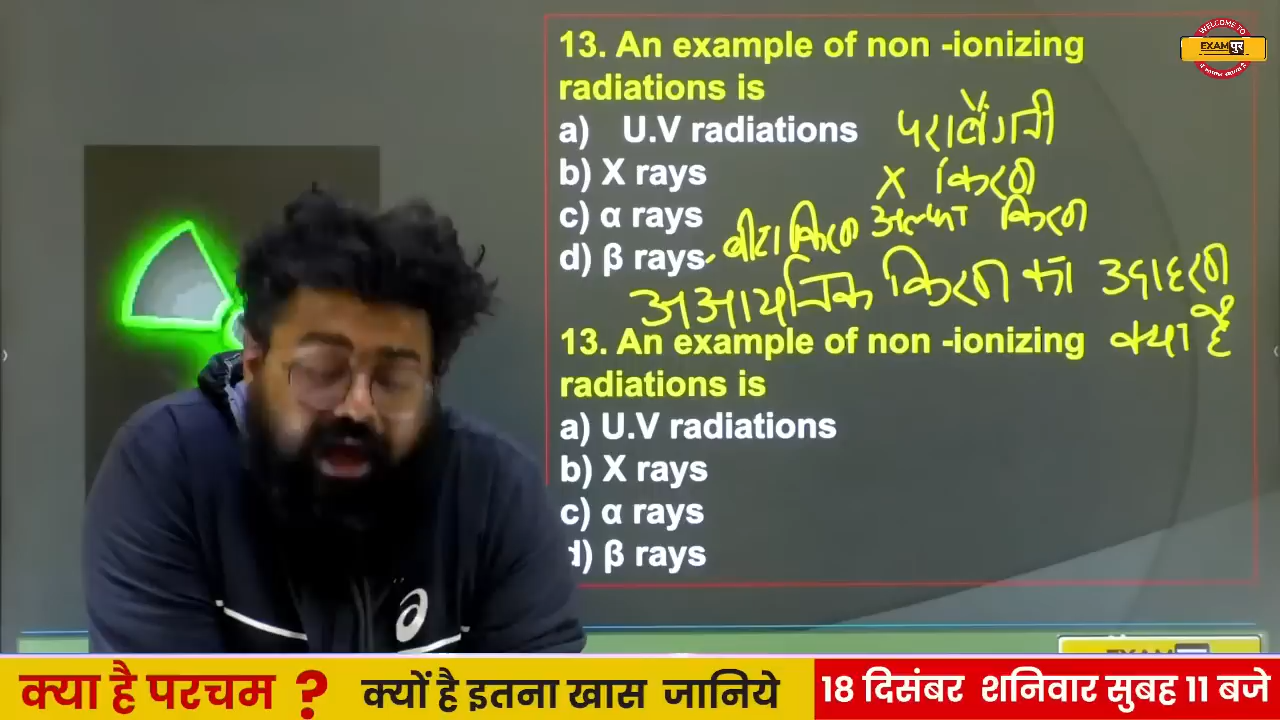 WELCOME TO
EXAMपुर
13. An example of non -ionizing
radiations is
a) U.V radiations पराबैंगनी
b) X rays X किरण
c) α rays अल्फा किरण
d) β rays बीटा किरण
अआयनिक किरण का उदाहरण
क्या है
13. An example of non -ionizing
radiations is
a) U.V radiations
b) X rays
c) α rays
d) β rays
क्या है परचम ? क्यों है इतना खास जानिये 18 दिसंबर शनिवार सुबह 11 बजे